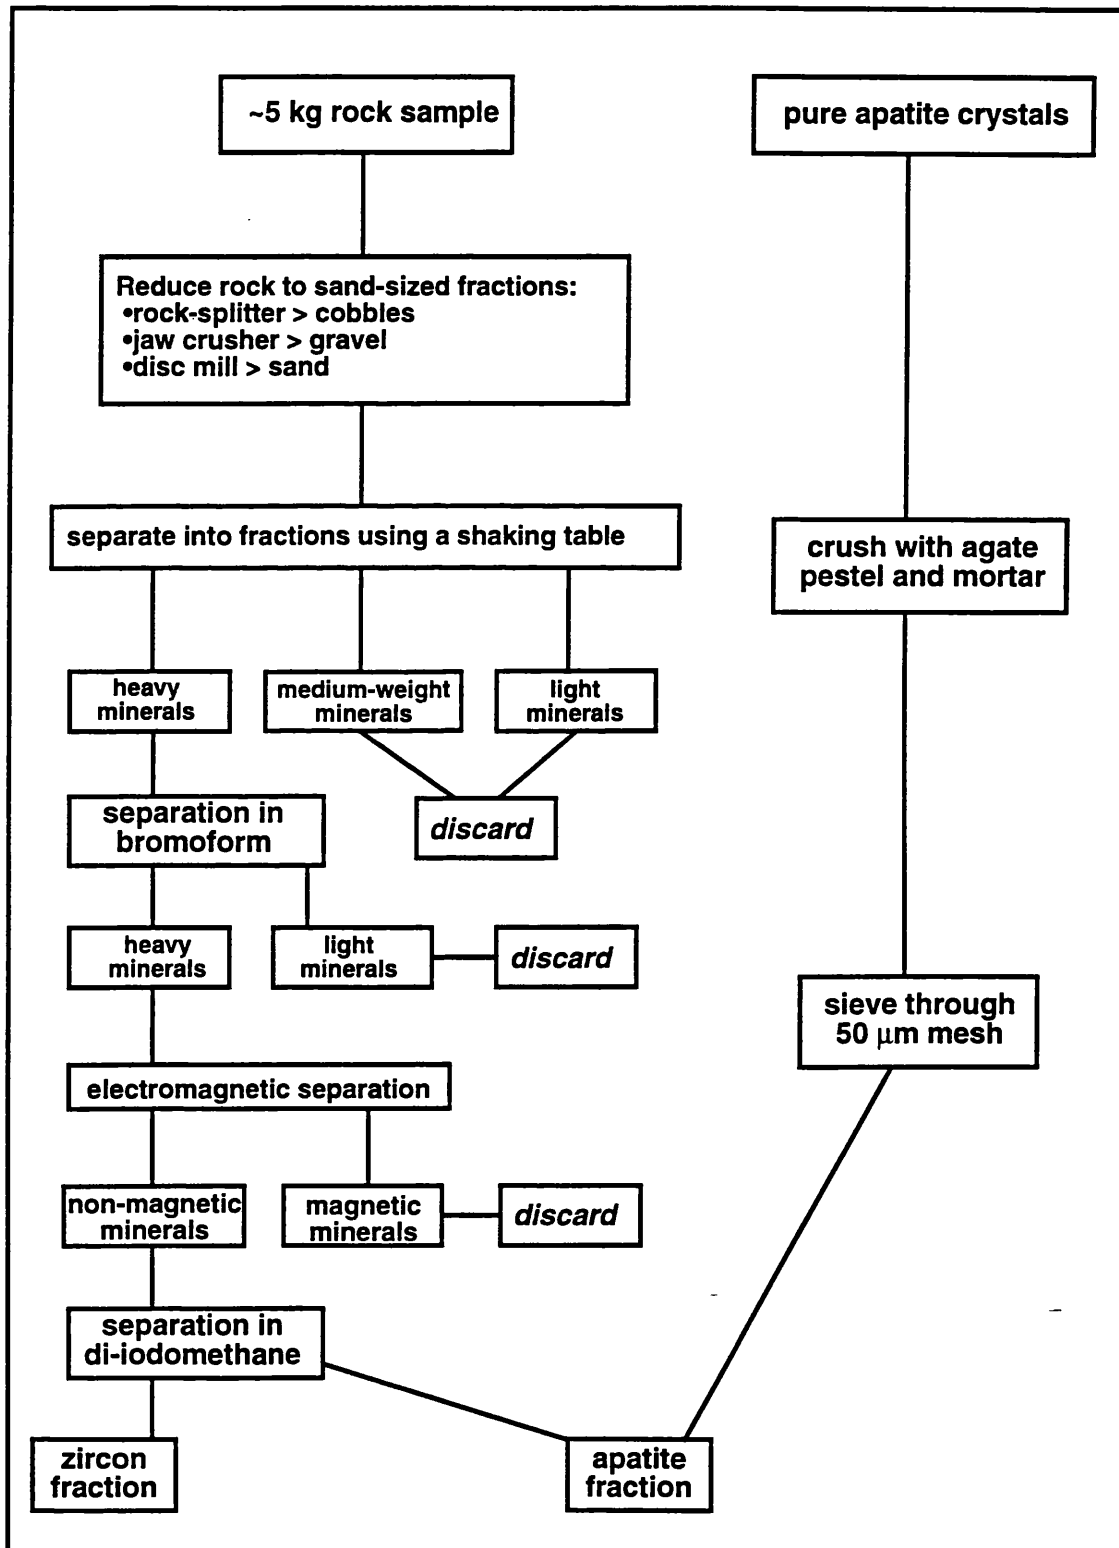 ~5 kg rock sample
pure apatite crystals
Reduce rock to sand-sized fractions:
•rock-splitter > cobbles
•jaw crusher > gravel
•disc mill > sand
separate into fractions using a shaking table
crush with agate
pestel and mortar
heavy
minerals
medium-weight
minerals
light
minerals
separation in
bromoform
discard
heavy
minerals
light
minerals
discard
sieve through
50 μm mesh
electromagnetic separation
non-magnetic
minerals
magnetic
minerals
discard
separation in
di-iodomethane
zircon
fraction
apatite
fraction